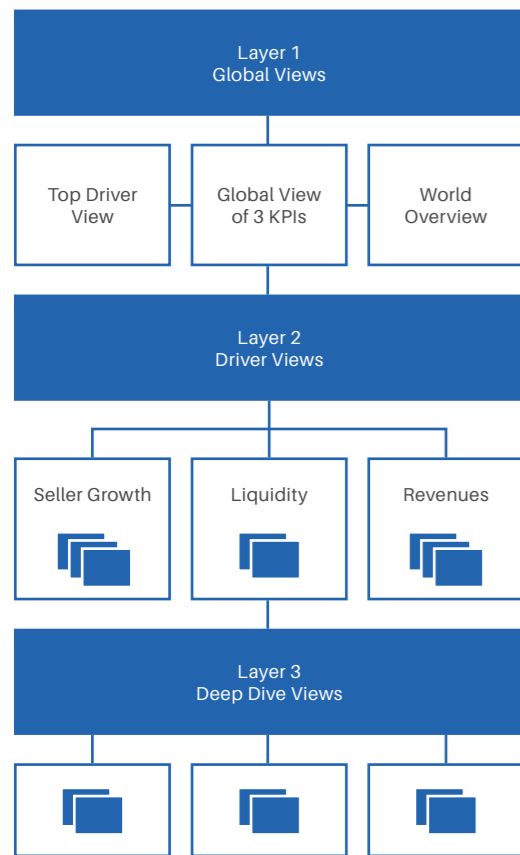 Layer 1
Global Views
Top Driver
View
Global View
of 3 KPIs
World
Overview
Layer 2
Driver Views
Seller Growth
Liquidity
Revenues
Layer 3
Deep Dive Views